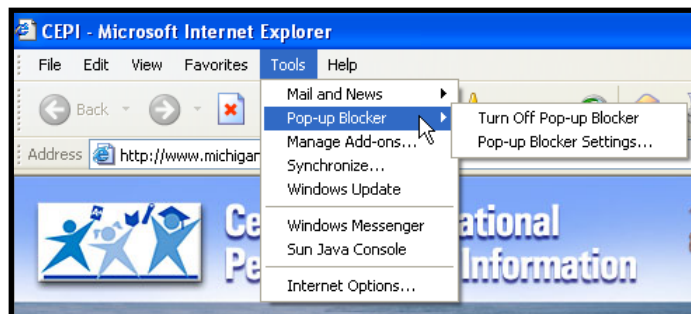 CEPI - Microsoft Internet Explorer
File Edit View Favorites Tools Help
Mail and News
Back
Pop-up Blocker
Turn Off Pop-up Blocker
Manage Add-ons...
Pop-up Blocker Settings...
Address http://www.michigan
Synchronize...
Windows Update
Windows Messenger
Sun Java Console
Internet Options...
Ce ational
Pe Information